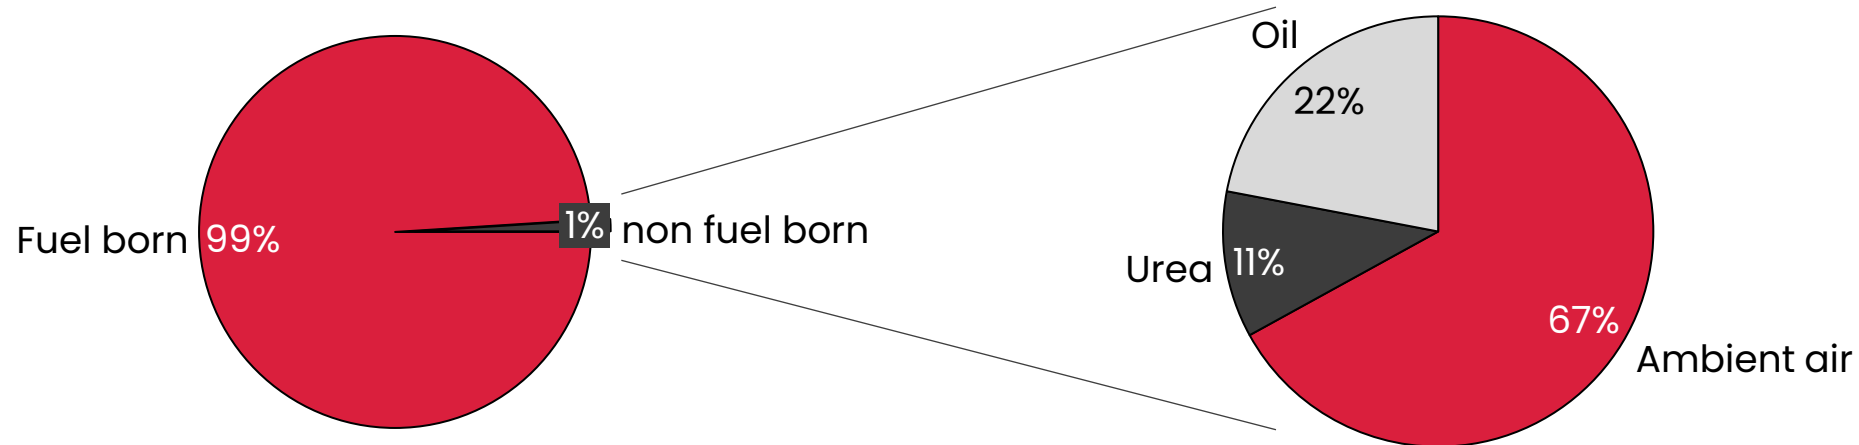 Fuel born
99%
1%
non fuel born
Oil
22%
Urea
11%
67%
Ambient air